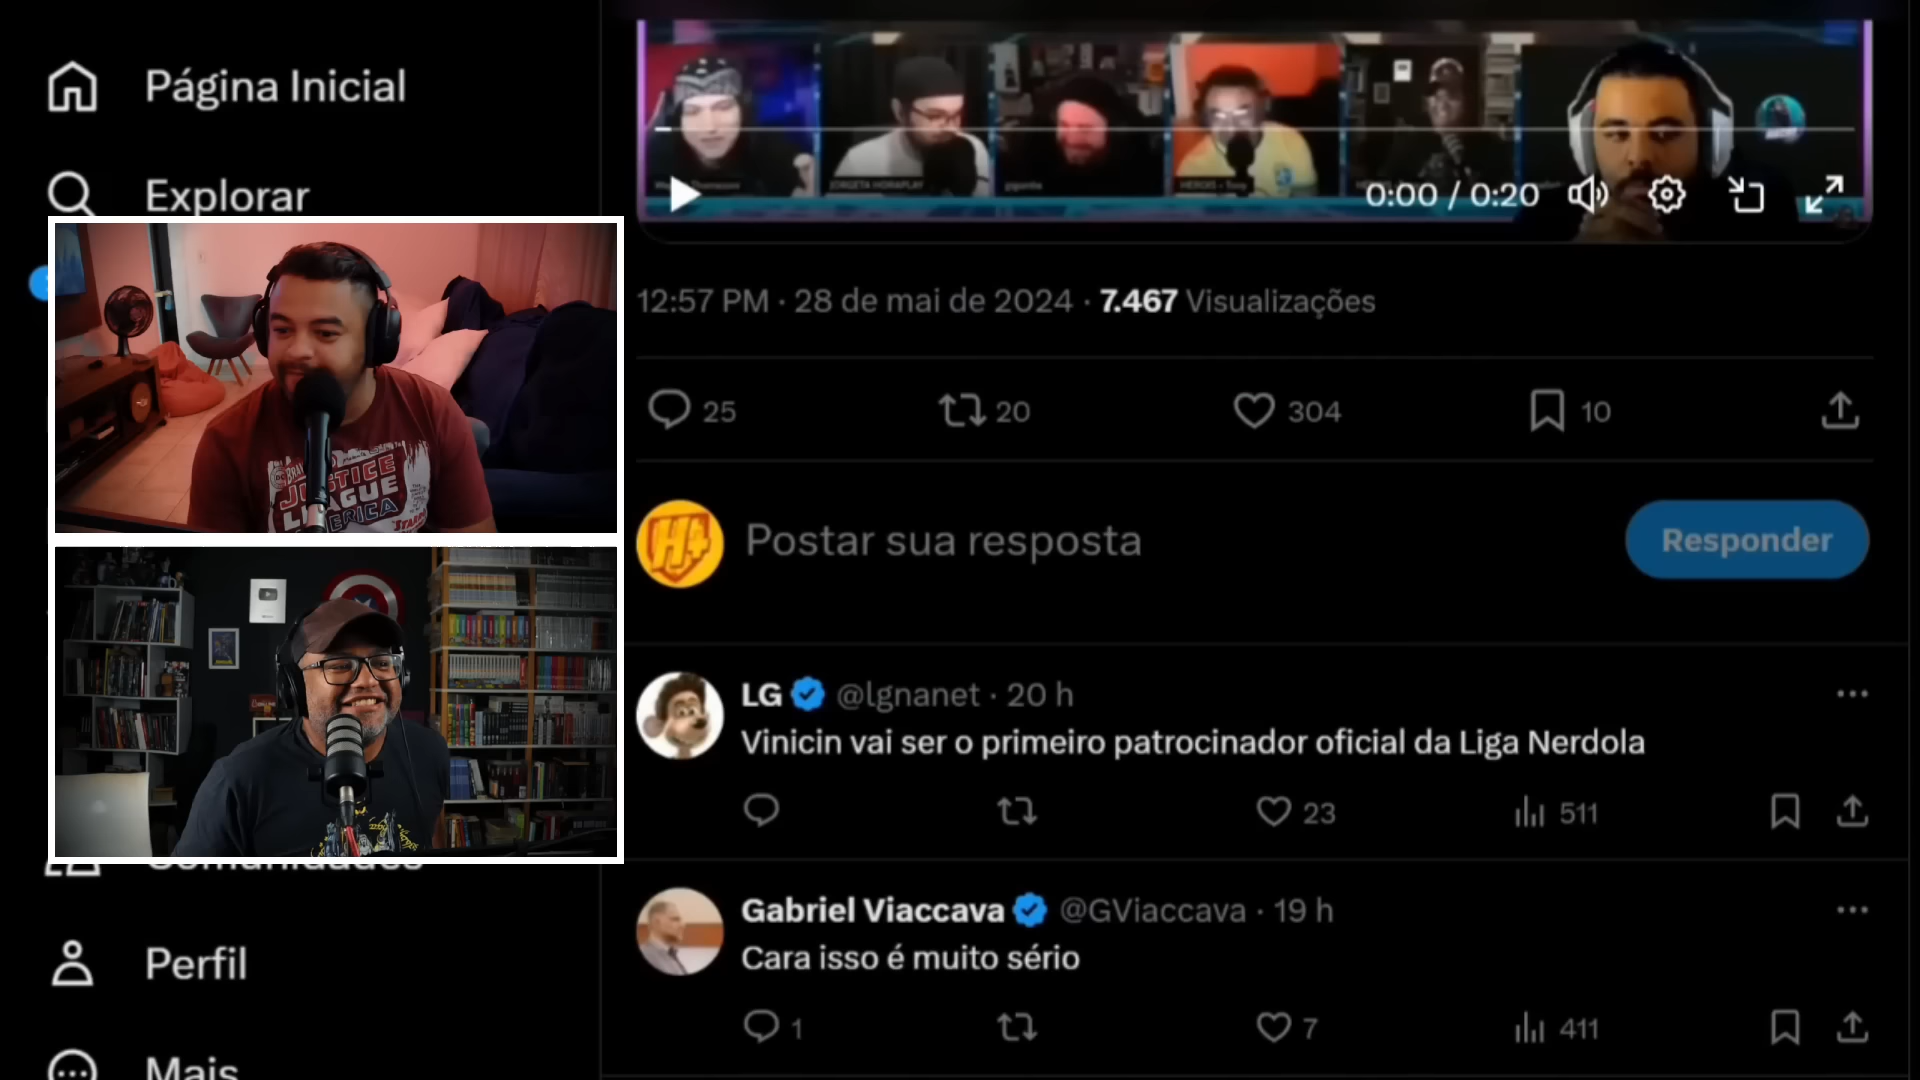 Página Inicial
Explorar
Perfil
Mais
0:00 / 0:20
12:57 PM · 28 de mai de 2024 · 7.467 Visualizações
25
20
304
10
H+
Postar sua resposta
Responder
LG @lgnanet · 20 h
Vinicin vai ser o primeiro patrocinador oficial da Liga Nerdola
23
511
Gabriel Viaccava @GViaccava · 19 h
Cara isso é muito sério
1
7
411
JUSTICE
LEAGUE